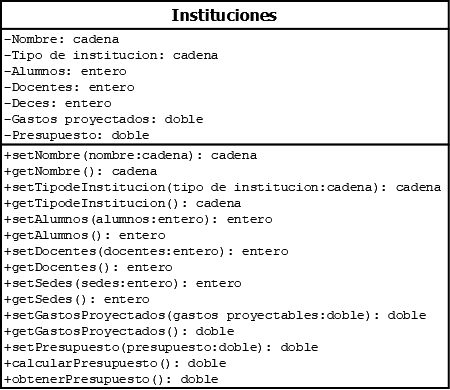 Instituciones
-Nombre: cadena
-Tipo de institucion: cadena
-Alumnos: entero
-Docentes: entero
-Deces: entero
-Gastos proyectados: doble
-Presupuesto: doble
+setNombre(nombre:cadena): cadena
+getNombre(): cadena
+setTipodeInstitucion(tipo de institucion:cadena): cadena
+getTipodeInstitucion(): cadena
+setAlumnos(alumnos:entero): entero
+getAlumnos(): entero
+setDocentes(docentes:entero): entero
+getDocentes(): entero
+setSedes(sedes:entero): entero
+getSedes(): entero
+setGastosProyectados(gastos proyectables:doble): doble
+getGastosProyectados(): doble
+setPresupuesto(presupuesto:doble): doble
+calcularPresupuesto(): doble
+obtenerPresupuesto(): doble